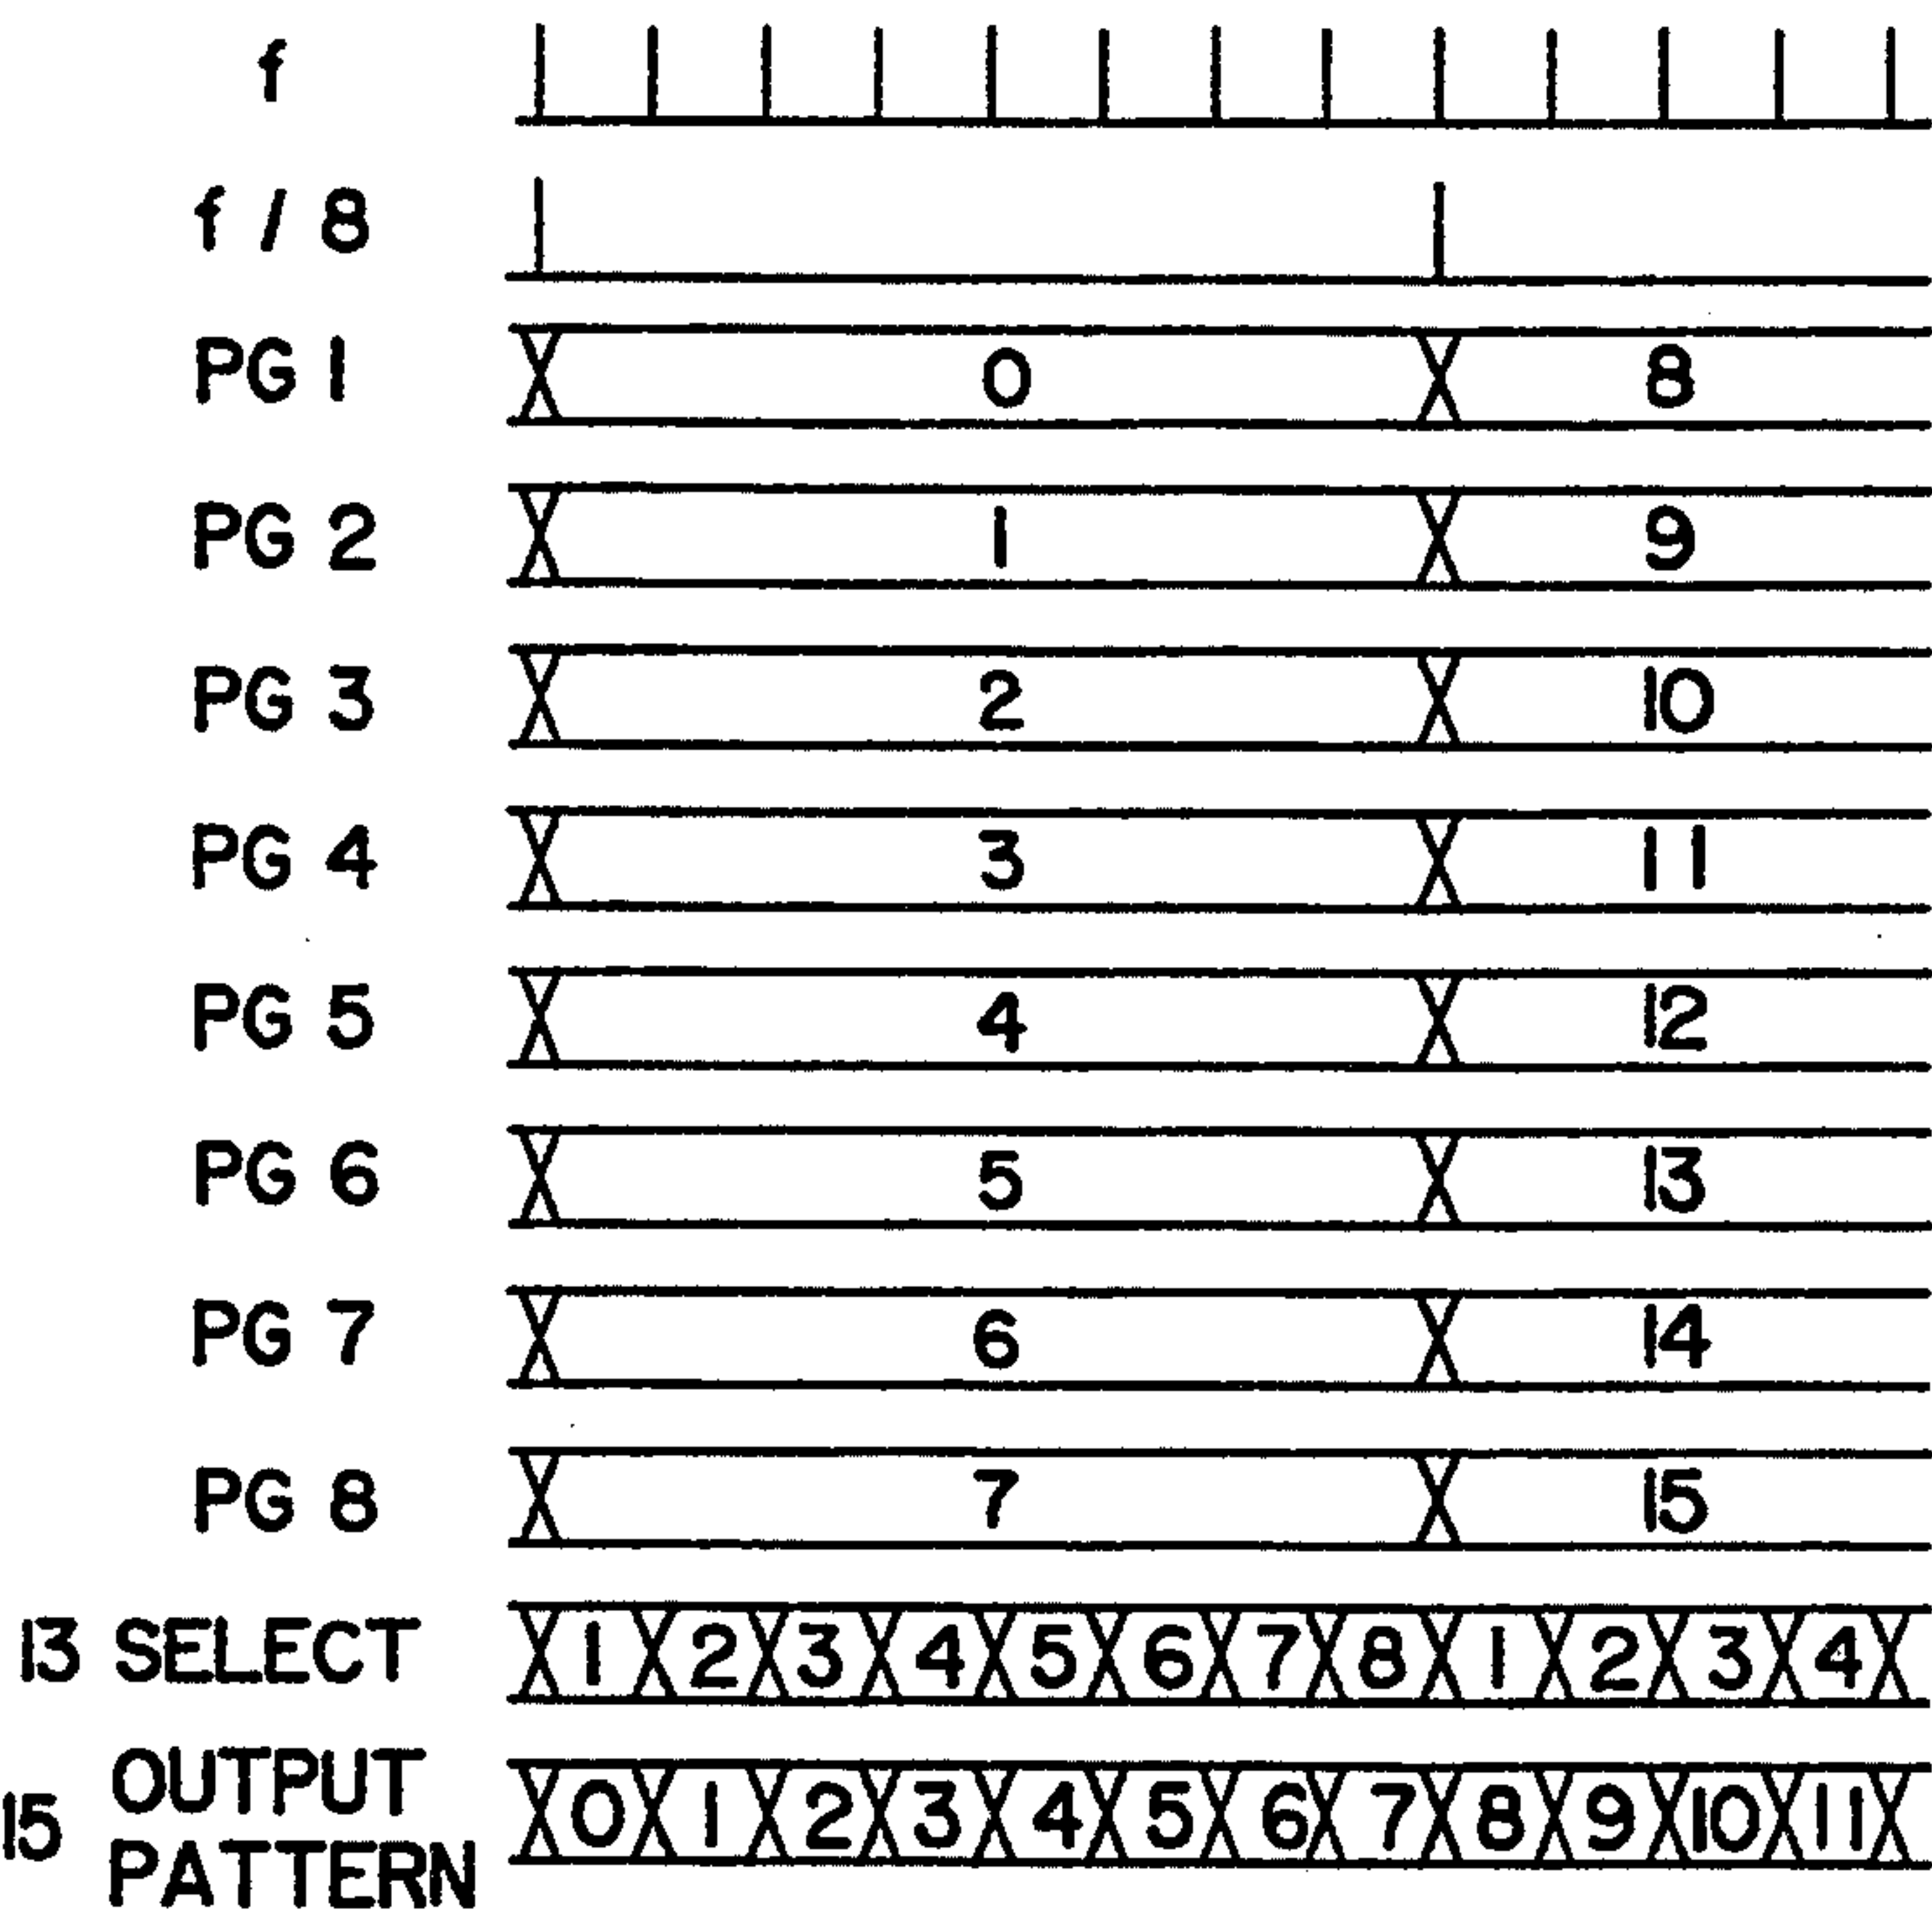 f
f / 8
PG 1 0 8
PG 2 1 9
PG 3 2 10
PG 4 3 11
PG 5 4 12
PG 6 5 13
PG 7 6 14
PG 8 7 15
13 SELECT 1 2 3 4 5 6 7 8 1 2 3 4
15 OUTPUT PATTERN 0 1 2 3 4 5 6 7 8 9 10 11